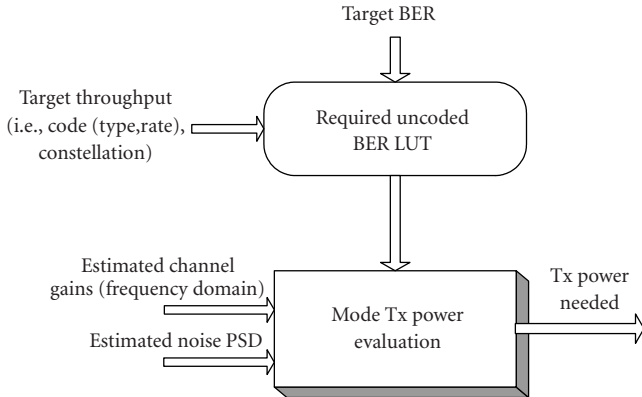 Target BER
Target throughput
(i.e., code (type,rate),
constellation)
Required uncoded
BER LUT
Estimated channel
gains (frequency domain)
Estimated noise PSD
Mode Tx power
evaluation
Tx power
needed